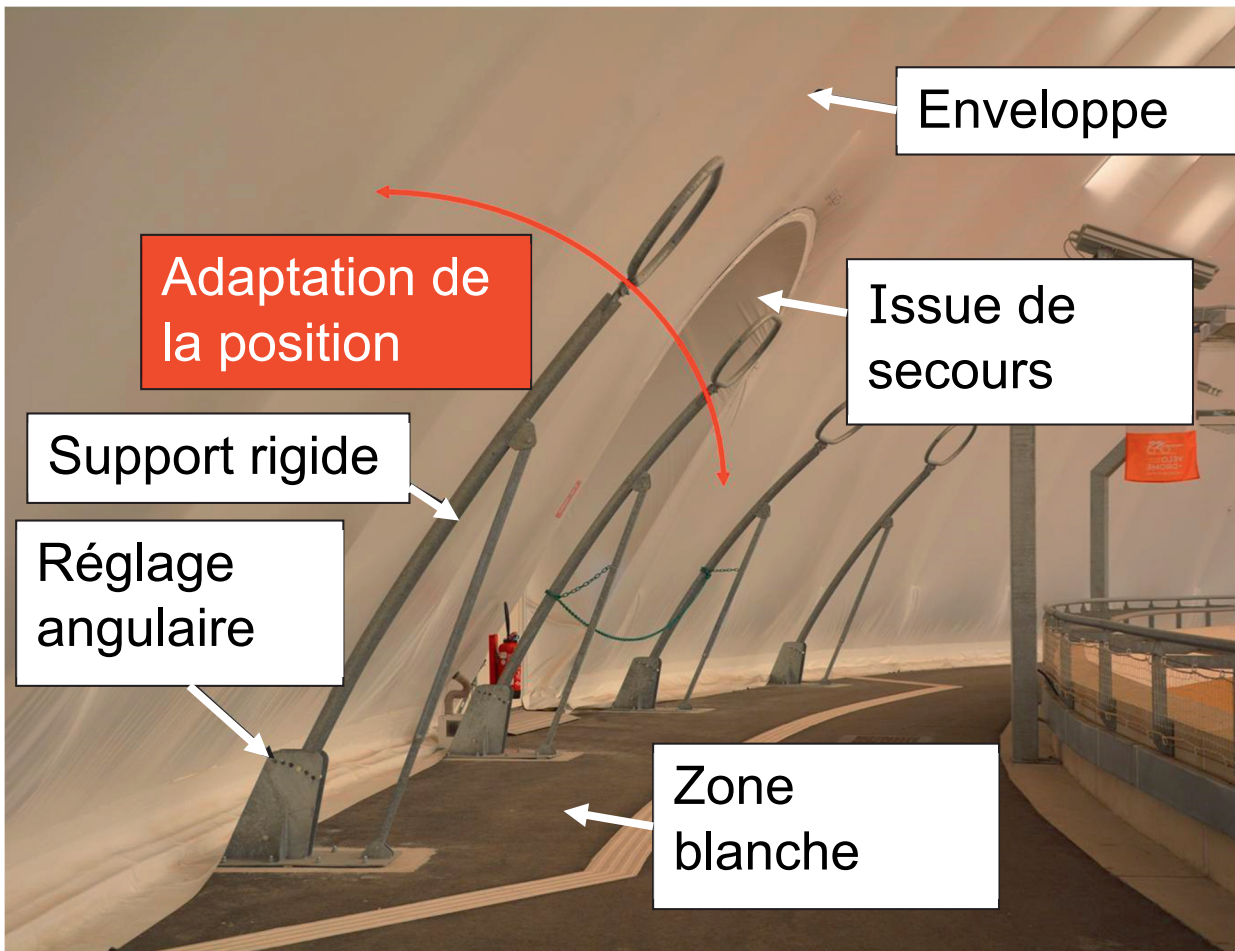 Enveloppe
Adaptation de
la position
Issue de
secours
Support rigide
Réglage
angulaire
Zone
blanche